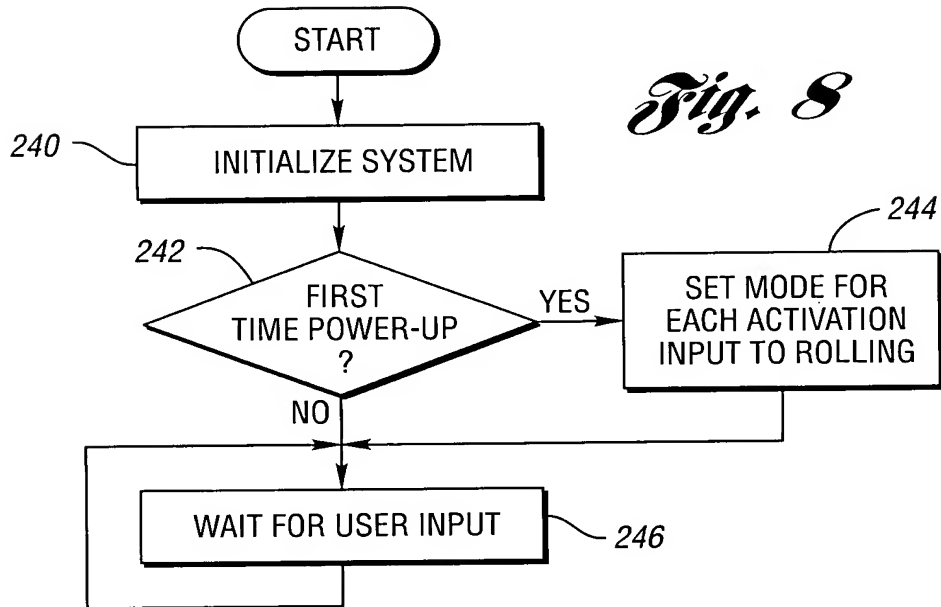 START
Fig. 8
240
INITIALIZE SYSTEM
244
242
FIRST
TIME POWER-UP
?
YES
SET MODE FOR
EACH ACTIVATION
INPUT TO ROLLING
NO
WAIT FOR USER INPUT
246